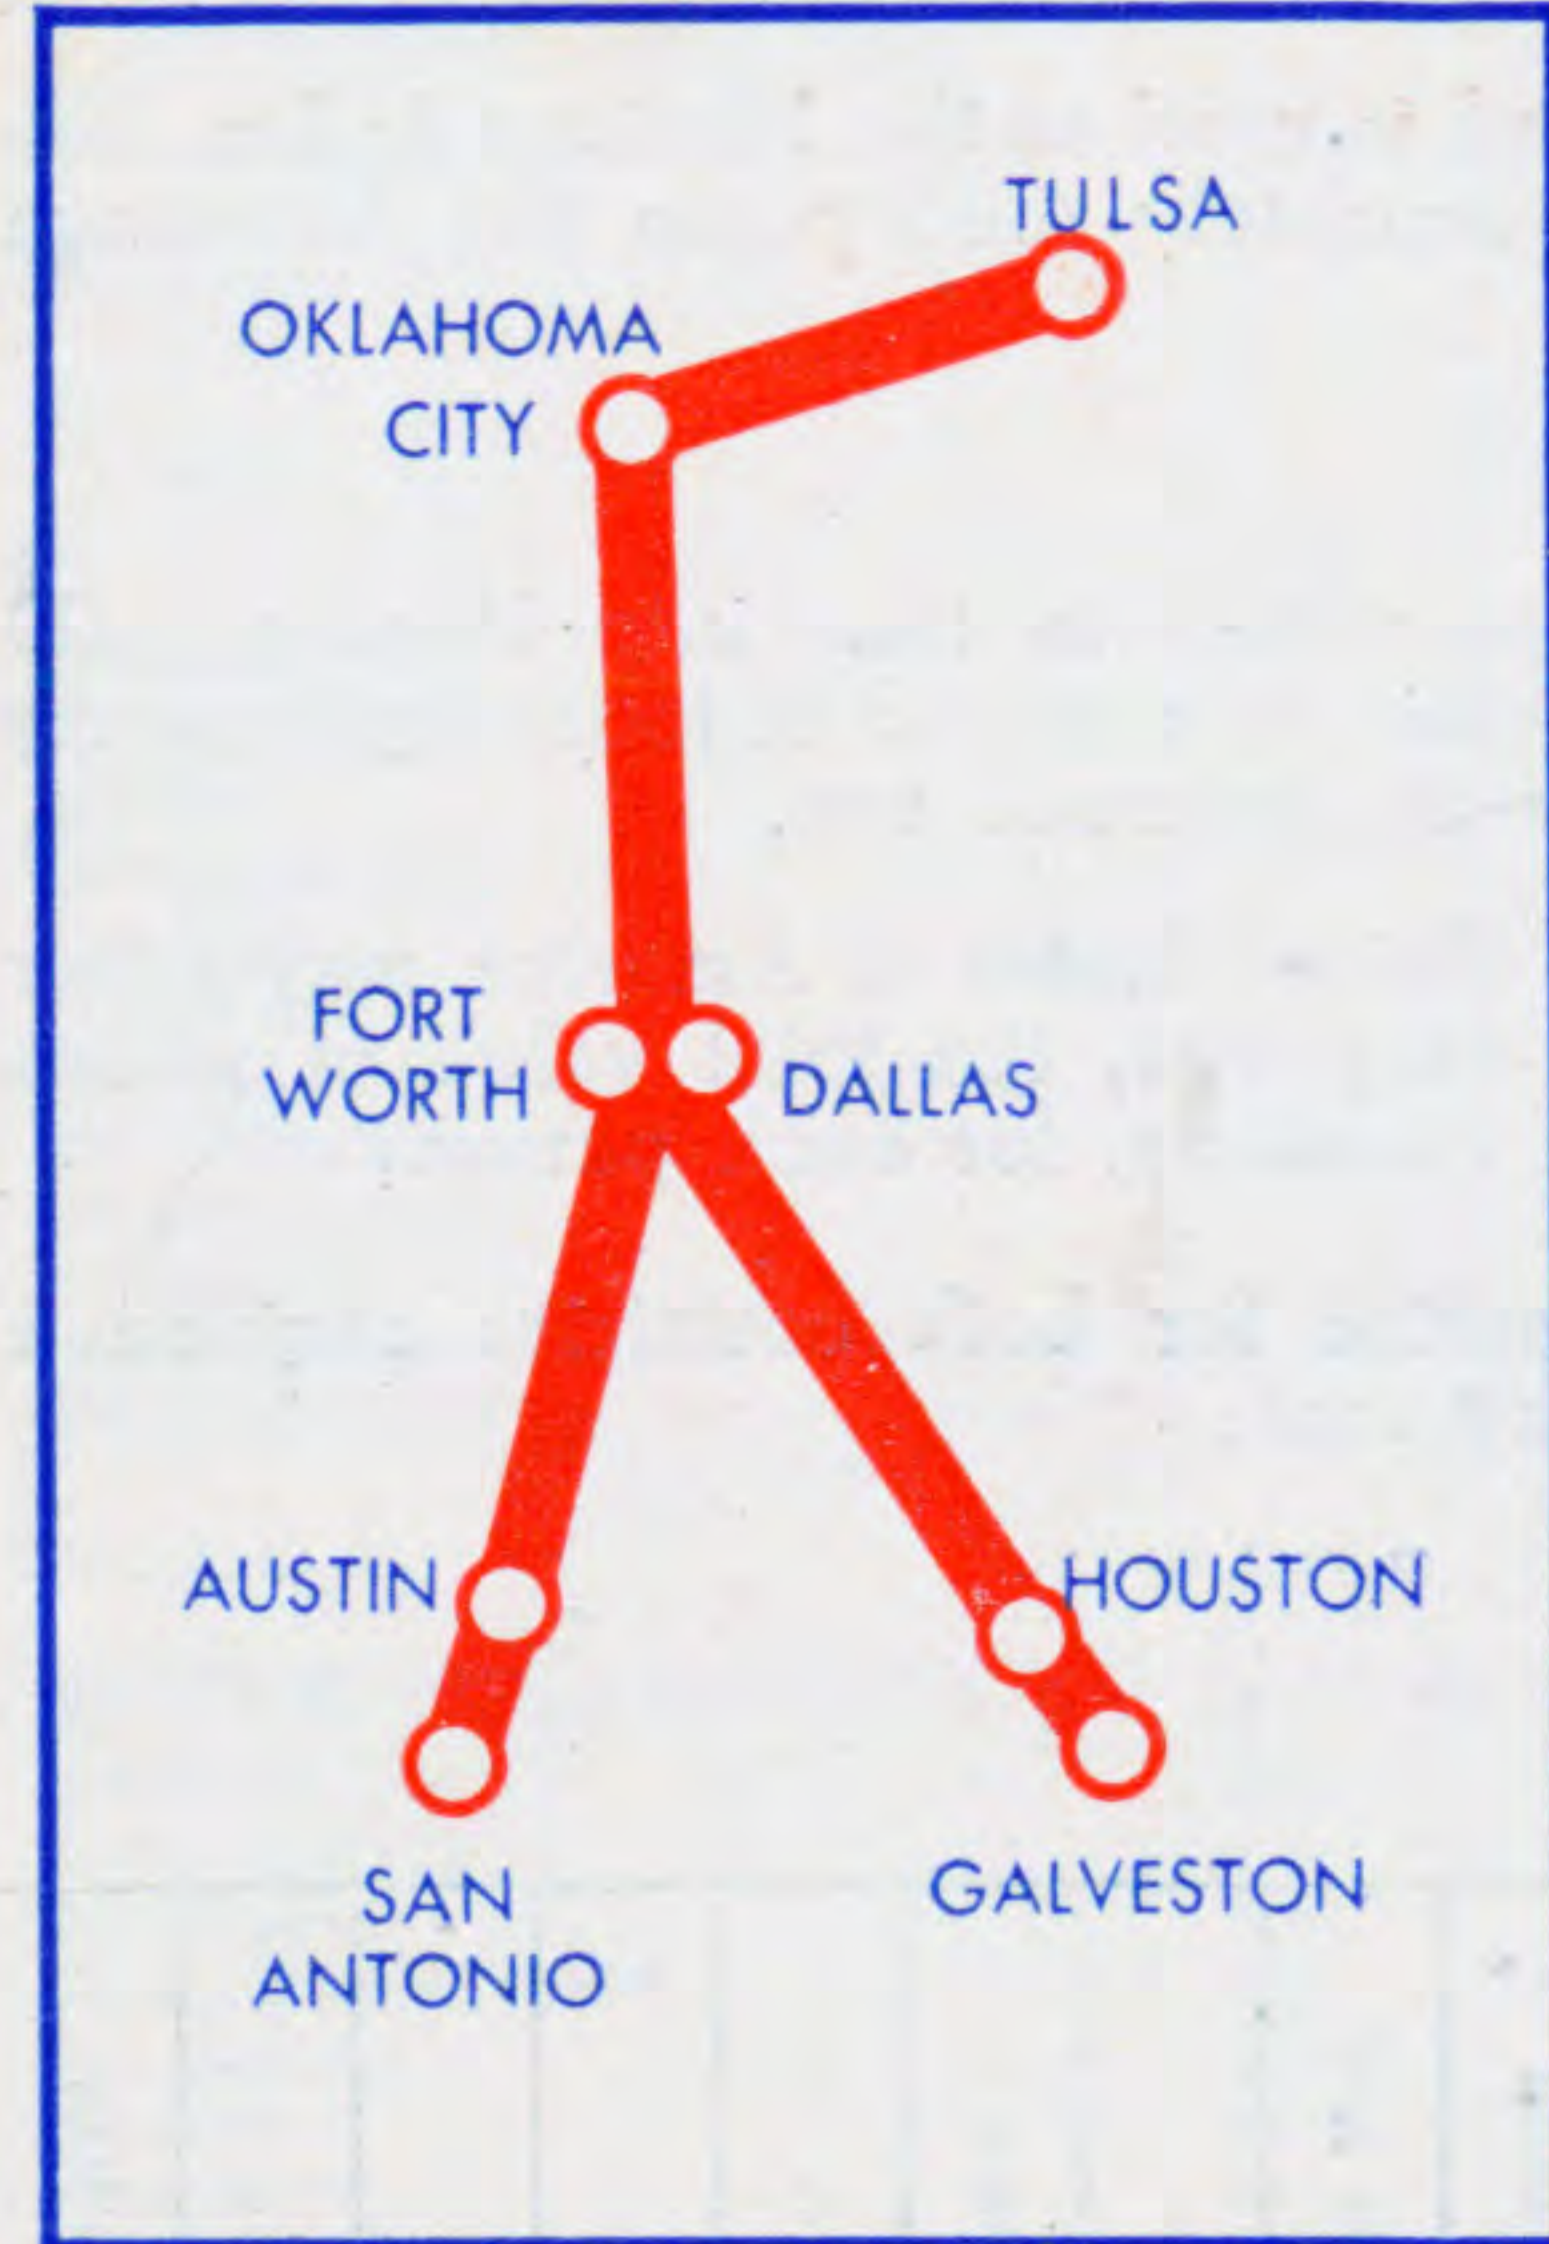 TULSA
OKLAHOMA
CITY
FORT
WORTH
DALLAS
AUSTIN
HOUSTON
SAN
ANTONIO
GALVESTON